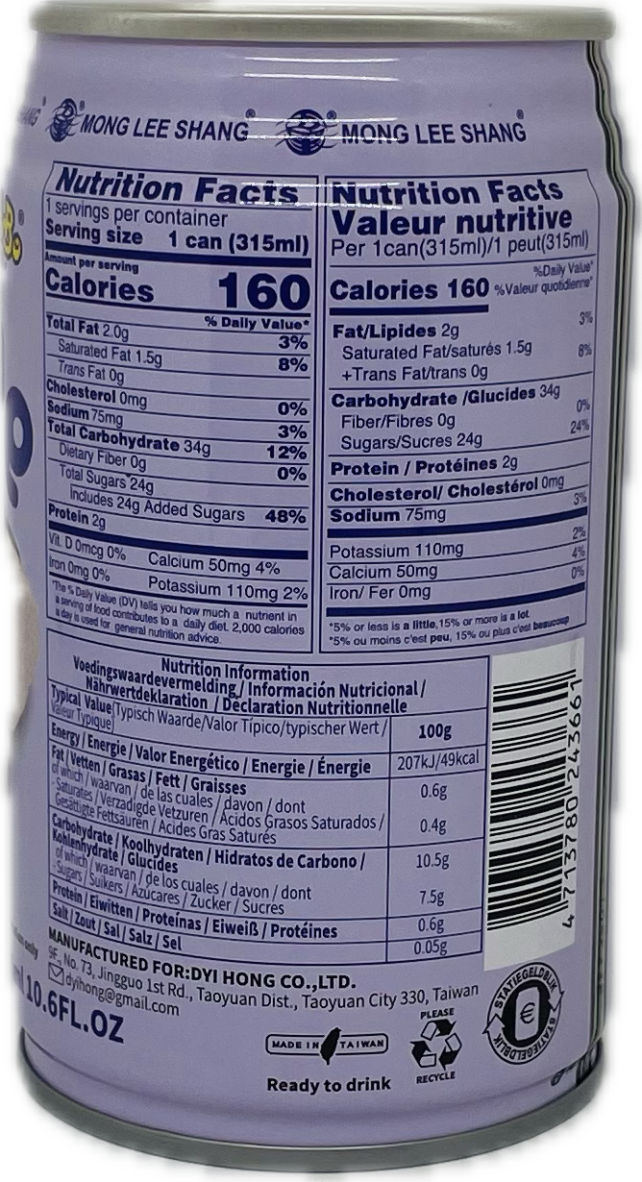 MONG LEE SHANG® MONG LEE SHANG®
Nutrition Facts
1 servings per container
Serving size 1 can (315ml)
Amount per serving
Calories 160
% Daily Value*
Total Fat 2.0g 3%
Saturated Fat 1.5g 8%
Trans Fat 0g
Cholesterol 0mg 0%
Sodium 75mg 3%
Total Carbohydrate 34g 12%
Dietary Fiber 0g 0%
Total Sugars 24g
Includes 24g Added Sugars 48%
Protein 2g
Vit. D 0mcg 0% Calcium 50mg 4%
Iron 0mg 0% Potassium 110mg 2%
*The % Daily Value (DV) tells you how much a nutrient in
a serving of food contributes to a daily diet. 2,000 calories
a day is used for general nutrition advice.
Nutrition Facts
Valeur nutritive
Per 1can(315ml)/1 peut(315ml)
%Daily Value*
Calories 160 %Valeur quotidienne*
Fat/Lipides 2g 3%
Saturated Fat/saturés 1.5g 8%
+Trans Fat/trans 0g
Carbohydrate /Glucides 34g
Fiber/Fibres 0g 0%
Sugars/Sucres 24g 24%
Protein / Protéines 2g
Cholesterol/ Cholestérol 0mg
Sodium 75mg 3%
Potassium 110mg 2%
Calcium 50mg 4%
Iron/ Fer 0mg 0%
*5% or less is a little,15% or more is a lot.
*5% ou moins c'est peu, 15% ou plus c'est beaucoup
Nutrition Information
Voedingswaardevermelding/ Información Nutricional/
Nährwertdeklaration / Déclaration Nutritionnelle
Typical Value/Typisch Waarde/Valor Típico/typischer Wert/
Valeur Typique 100g
Energy/Energie/Valor Energético/Energie/Énergie 207kJ/49kcal
Fat/Vetten/Grasas/Fett/Graisses 0.6g
of which/waarvan/de las cuales/davon/dont
-Saturates/Verzadigde Vetzuren/Ácidos Grasos Saturados/
Gesättigte Fettsäuren/Acides Gras Saturés 0.4g
Carbohydrate/Koolhydraten/Hidratos de Carbono/
Kohlenhydrate/Glucides 10.5g
of which/waarvan/de los cuales/davon/dont
-Sugars/Suikers/Azúcares/Zucker/Sucres 7.5g
Protein/Eiwitten/Proteínas/Eiweiß/Protéines 0.6g
Salt/Zout/Sal/Salz/Sel 0.05g
4 713780 243661
MANUFACTURED FOR:DYI HONG CO.,LTD.
9F., No. 73, Jingguo 1st Rd., Taoyuan Dist., Taoyuan City 330, Taiwan
dyihong@gmail.com
10.6FL.OZ
MADE IN TAIWAN
Ready to drink
PLEASE
RECYCLE
STATIEGELDBLIK
€
STATIEGELDBLIK